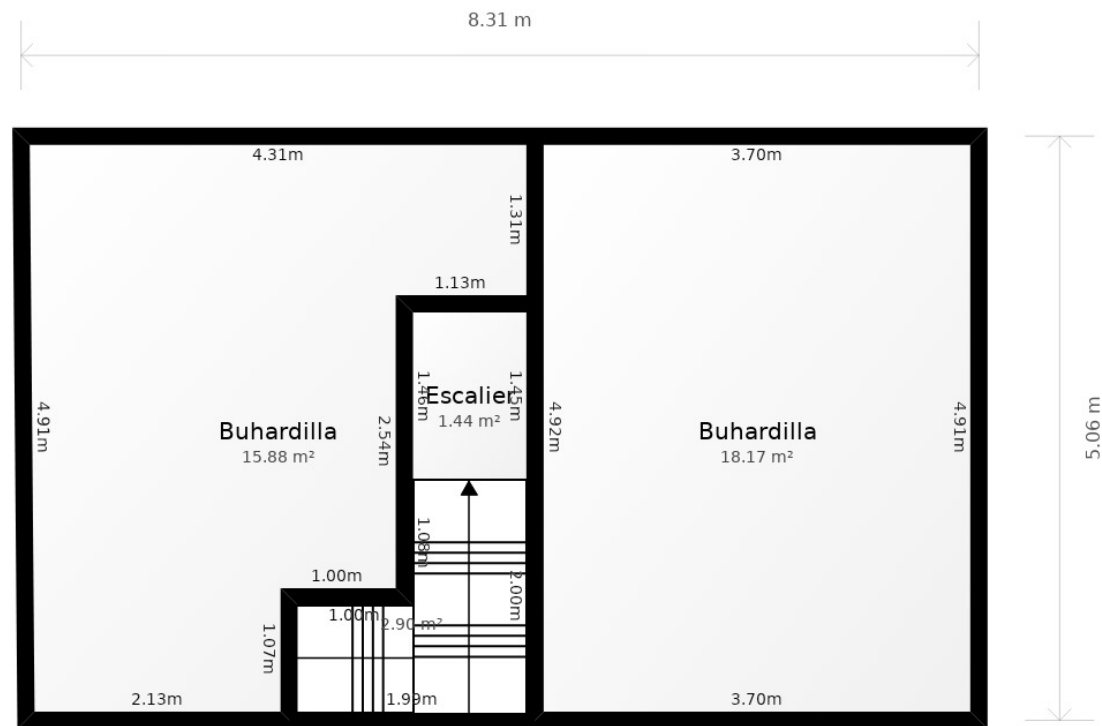 8.31 m
4.31m
3.70m
1.31m
1.13m
1.46m
1.45m
Escalier
1.44 m²
4.91m
2.54m
4.92m
4.91m
5.06 m
Buhardilla
15.88 m²
Buhardilla
18.17 m²
1.08m
2.00m
1.00m
1.00m
2.90 m²
1.07m
2.13m
1.99m
3.70m